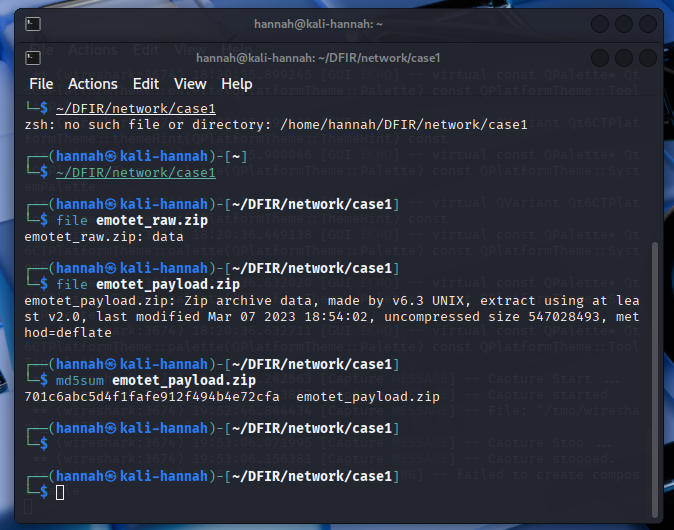 hannah@kali-hannah: ~
hannah@kali-hannah: ~/DFIR/network/case1
File Actions Edit View Help
└─$ ~/DFIR/network/case1
zsh: no such file or directory: /home/hannah/DFIR/network/case1
┌──(hannah㉿kali-hannah)-[~]
└─$ ~/DFIR/network/case1
┌──(hannah㉿kali-hannah)-[~/DFIR/network/case1]
└─$ file emotet_raw.zip
emotet_raw.zip: data
┌──(hannah㉿kali-hannah)-[~/DFIR/network/case1]
└─$ file emotet_payload.zip
emotet_payload.zip: Zip archive data, made by v6.3 UNIX, extract using at lea
st v2.0, last modified Mar 07 2023 18:54:02, uncompressed size 547028493, met
hod=deflate
┌──(hannah㉿kali-hannah)-[~/DFIR/network/case1]
└─$ md5sum emotet_payload.zip
701c6abc5d4f1fafe912f494b4e72cfa  emotet_payload.zip
┌──(hannah㉿kali-hannah)-[~/DFIR/network/case1]
└─$
┌──(hannah㉿kali-hannah)-[~/DFIR/network/case1]
└─$